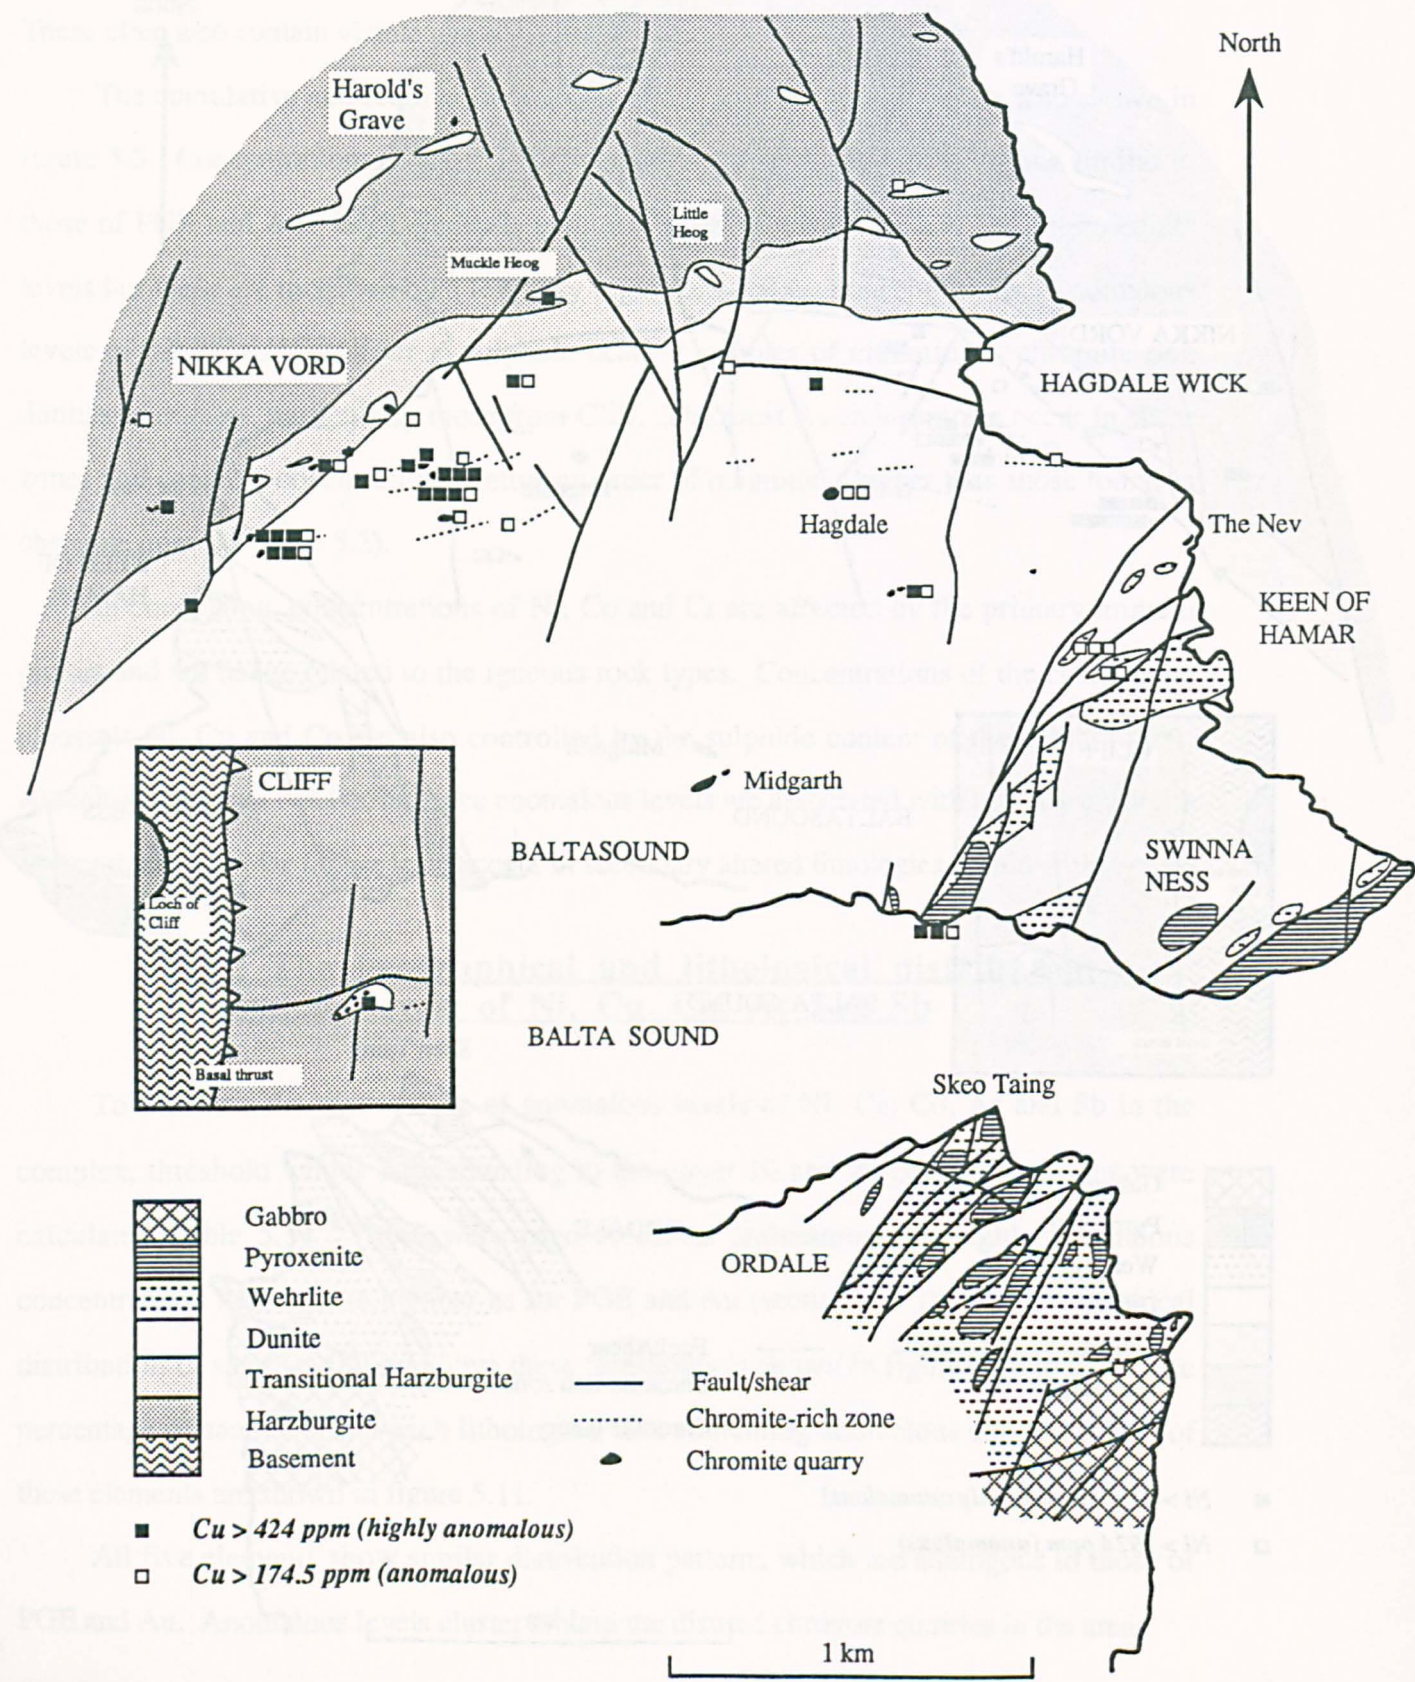 North
Harold's
Grave
Little
Heog
Muckle Heog
NIKKA VORD
HAGDALE WICK
Hagdale
The Nev
KEEN OF
HAMAR
Midgarth
BALTASOUND
SWINNA
NESS
CLIFF
Loch of
Cliff
Basal thrust
BALTA SOUND
Skeo Taing
ORDALE
Gabbro
Pyroxenite
Wehrlite
Dunite
Transitional Harzburgite
Harzburgite
Basement
Fault/shear
Chromite-rich zone
Chromite quarry
Cu > 424 ppm (highly anomalous)
Cu > 174.5 ppm (anomalous)
1 km